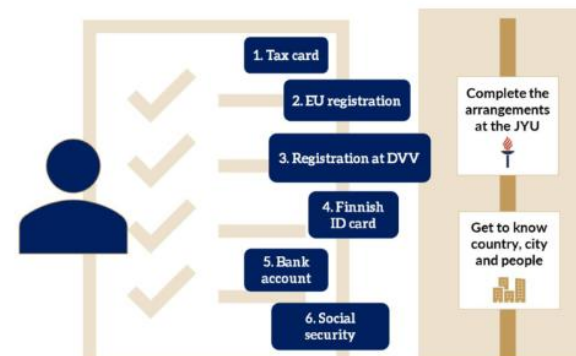 1. Tax card
2. EU registration
3. Registration at DVV
4. Finnish
ID card
5. Bank
account
6. Social
security
Complete the
arrangements
at the JYU
Get to know
country, city
and people